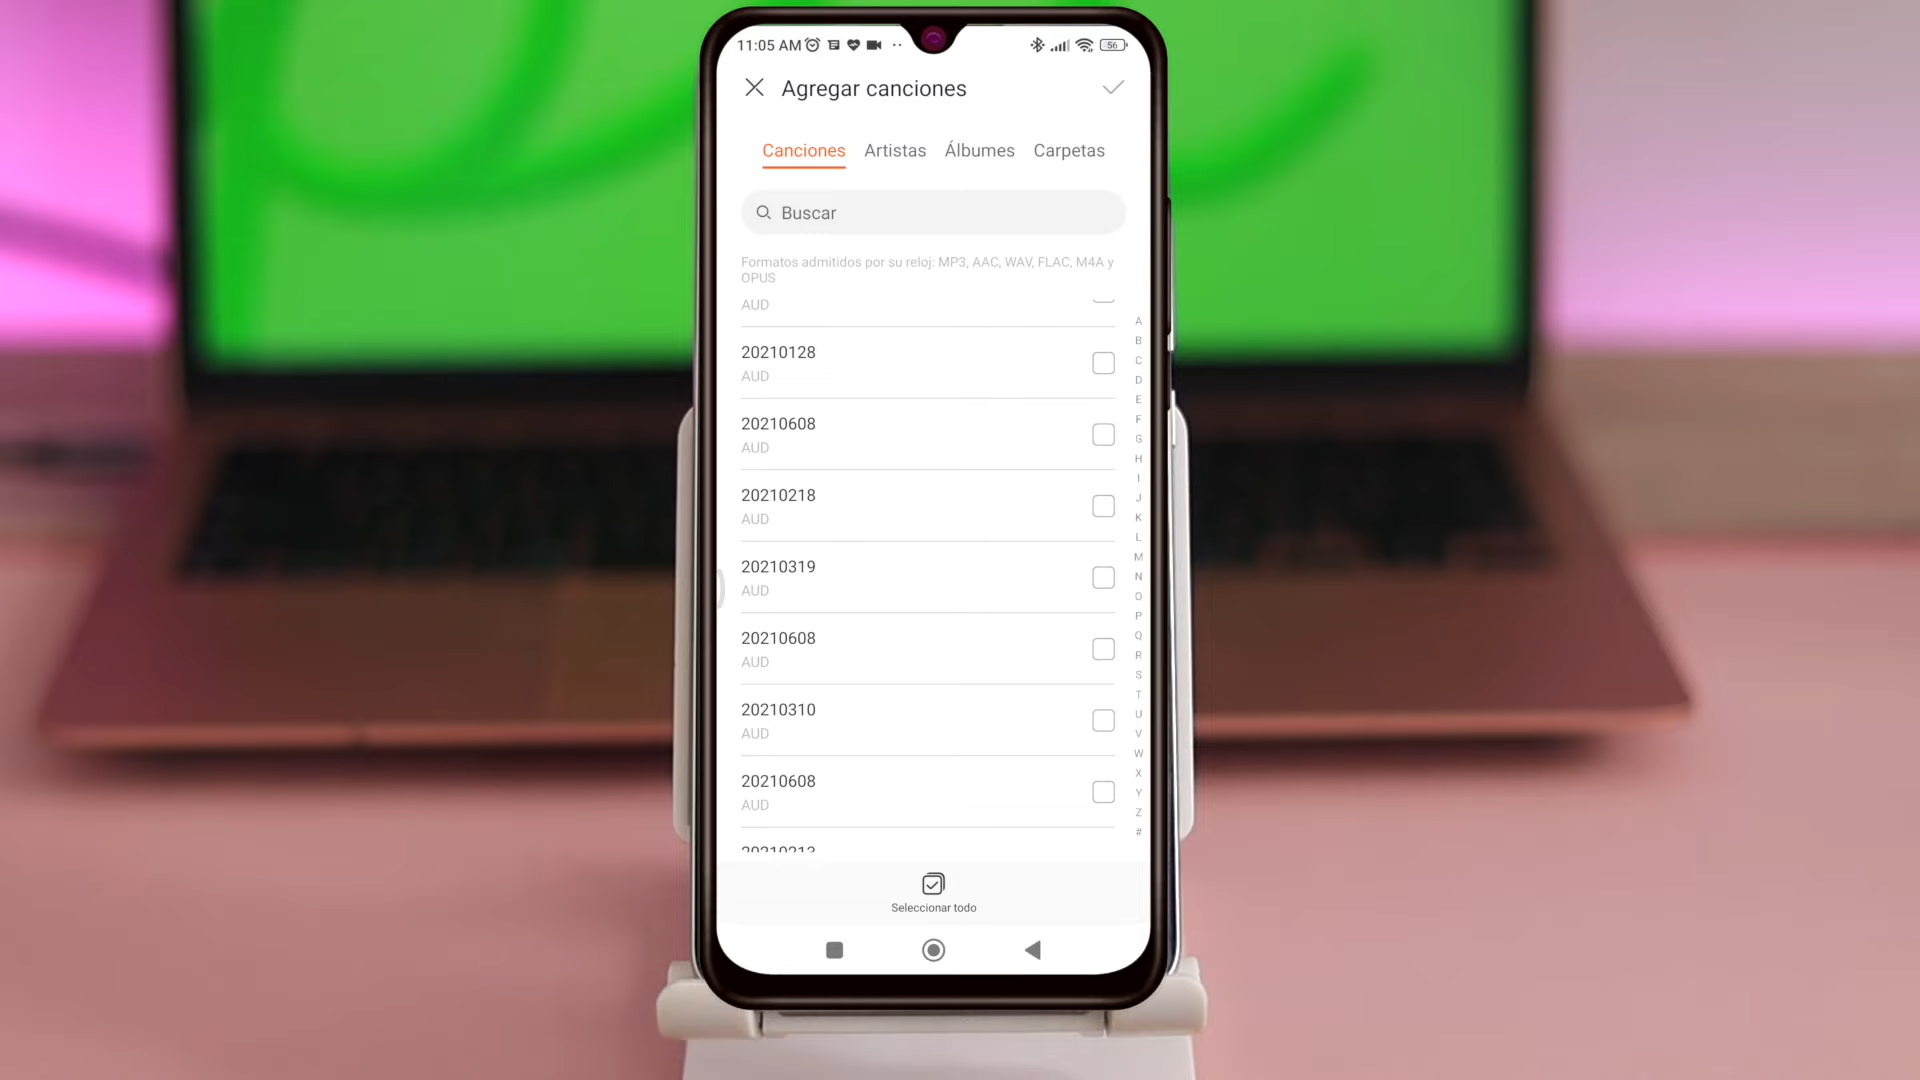 11:05 AM
56
Agregar canciones
Canciones Artistas Álbumes Carpetas
Buscar
Formatos admitidos por su reloj: MP3, AAC, WAV, FLAC, M4A y
OPUS
AUD
20210128
AUD
20210608
AUD
20210218
AUD
20210319
AUD
20210608
AUD
20210310
AUD
20210608
AUD
20210213
A
B
C
D
E
F
G
H
I
J
K
L
M
N
O
P
Q
R
S
T
U
V
W
X
Y
Z
#
Seleccionar todo